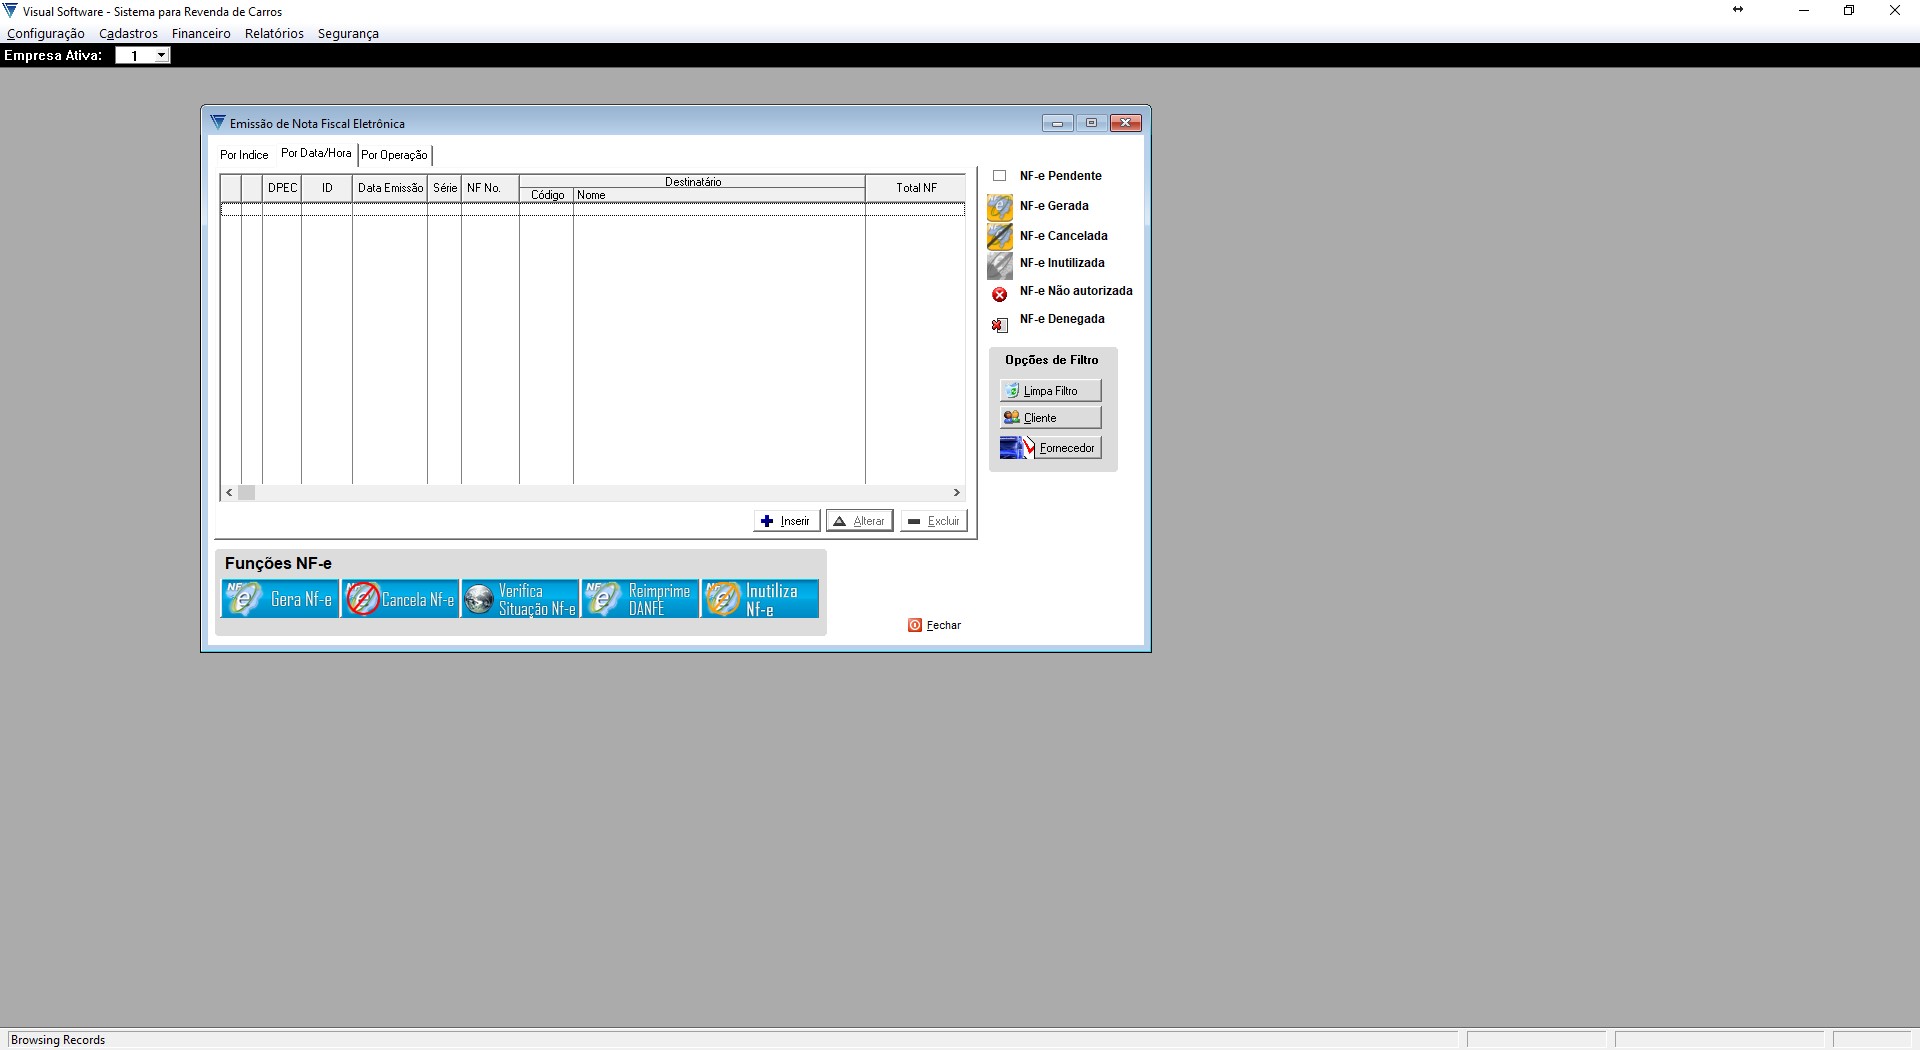 Visual Software - Sistema para Revenda de Carros
Configuração Cadastros Financeiro Relatórios Segurança
Empresa Ativa: 1
Emissão de Nota Fiscal Eletrônica
Por Indice Por Data/Hora Por Operação
DPEC ID Data Emissão Série NF No. Destinatário Total NF
Código Nome
NF-e Pendente
NF-e Gerada
NF-e Cancelada
NF-e Inutilizada
NF-e Não autorizada
NF-e Denegada
Opções de Filtro
Limpa Filtro
Cliente
Fornecedor
Inserir Alterar Excluir
Funções NF-e
Gera Nf-e
Cancela Nf-e
Verifica
Situação Nf-e
Reimprime
DANFE
Inutiliza
Nf-e
Fechar
Browsing Records